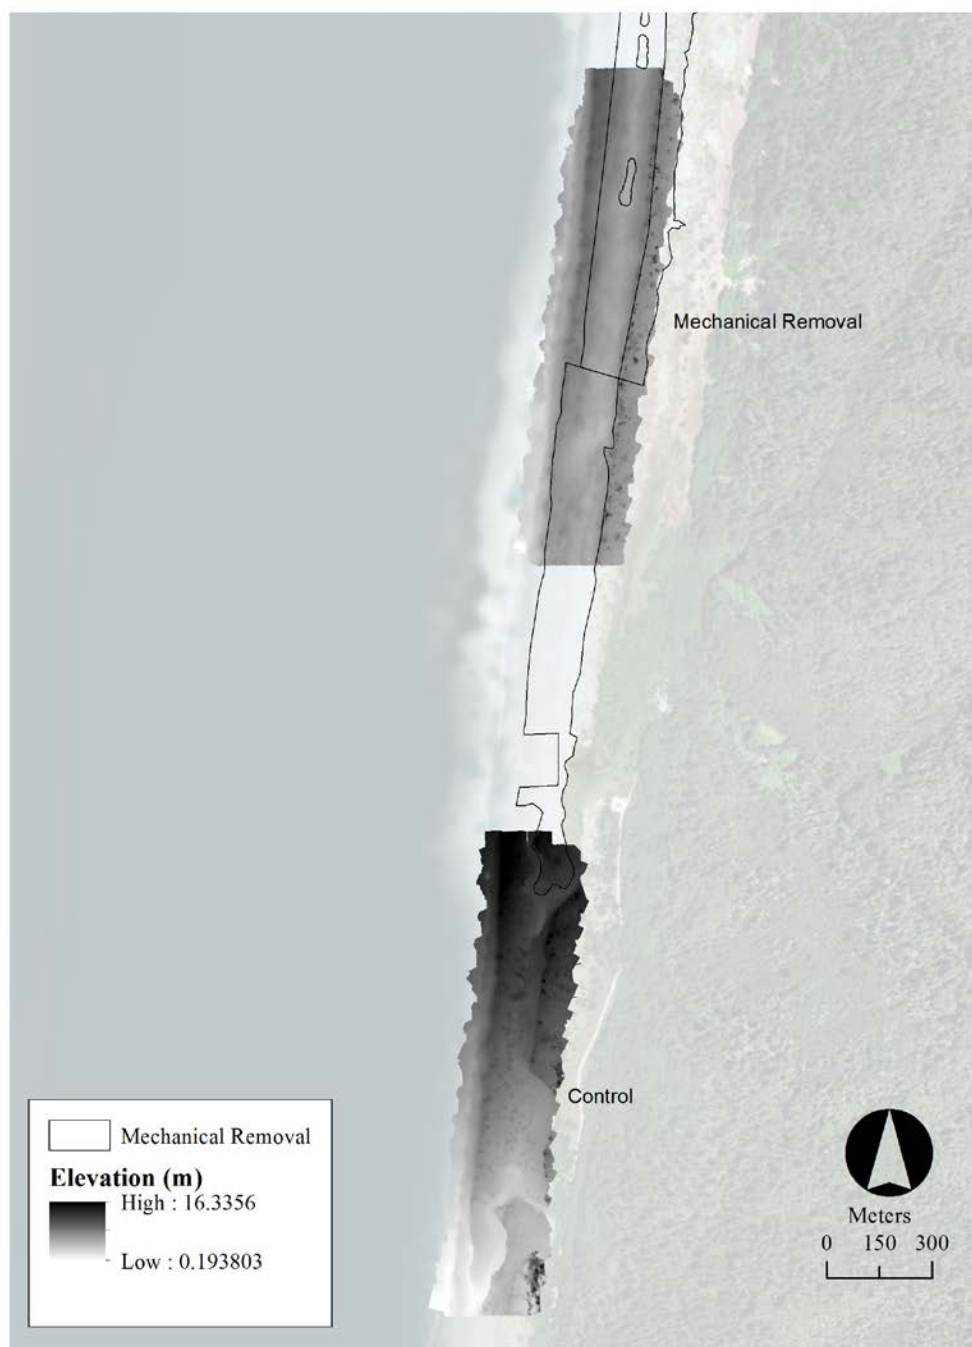 Mechanical Removal
Control
Mechanical Removal
Elevation (m)
High : 16.3356
Low : 0.193803
Meters
0 150 300